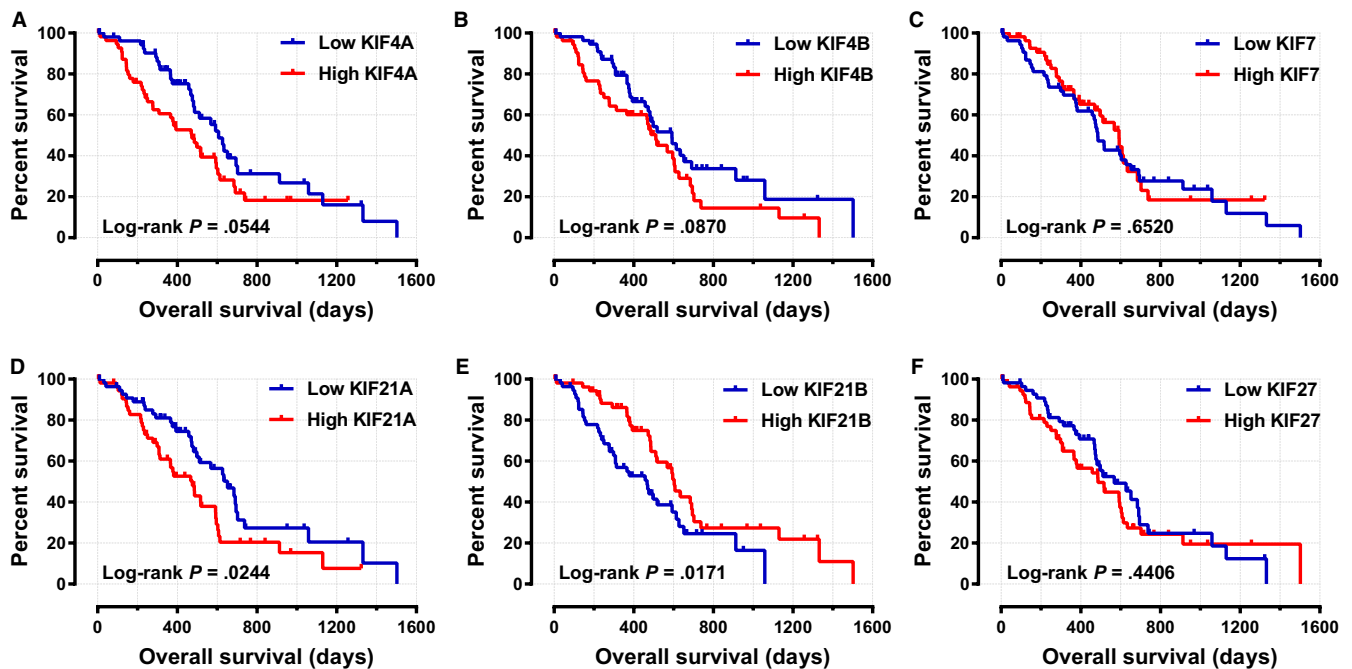 A
B
C
Low KIF4A
High KIF4A
Low KIF4B
High KIF4B
Low KIF7
High KIF7
Percent survival
Percent survival
Percent survival
100
80
60
40
20
0
100
80
60
40
20
0
100
80
60
40
20
0
Log-rank P = .0544
Log-rank P = .0870
Log-rank P = .6520
0 400 800 1200 1600
0 400 800 1200 1600
0 400 800 1200 1600
Overall survival (days)
Overall survival (days)
Overall survival (days)
D
E
F
Low KIF21A
High KIF21A
Low KIF21B
High KIF21B
Low KIF27
High KIF27
Percent survival
Percent survival
Percent survival
100
80
60
40
20
0
100
80
60
40
20
0
100
80
60
40
20
0
Log-rank P = .0244
Log-rank P = .0171
Log-rank P = .4406
0 400 800 1200 1600
0 400 800 1200 1600
0 400 800 1200 1600
Overall survival (days)
Overall survival (days)
Overall survival (days)